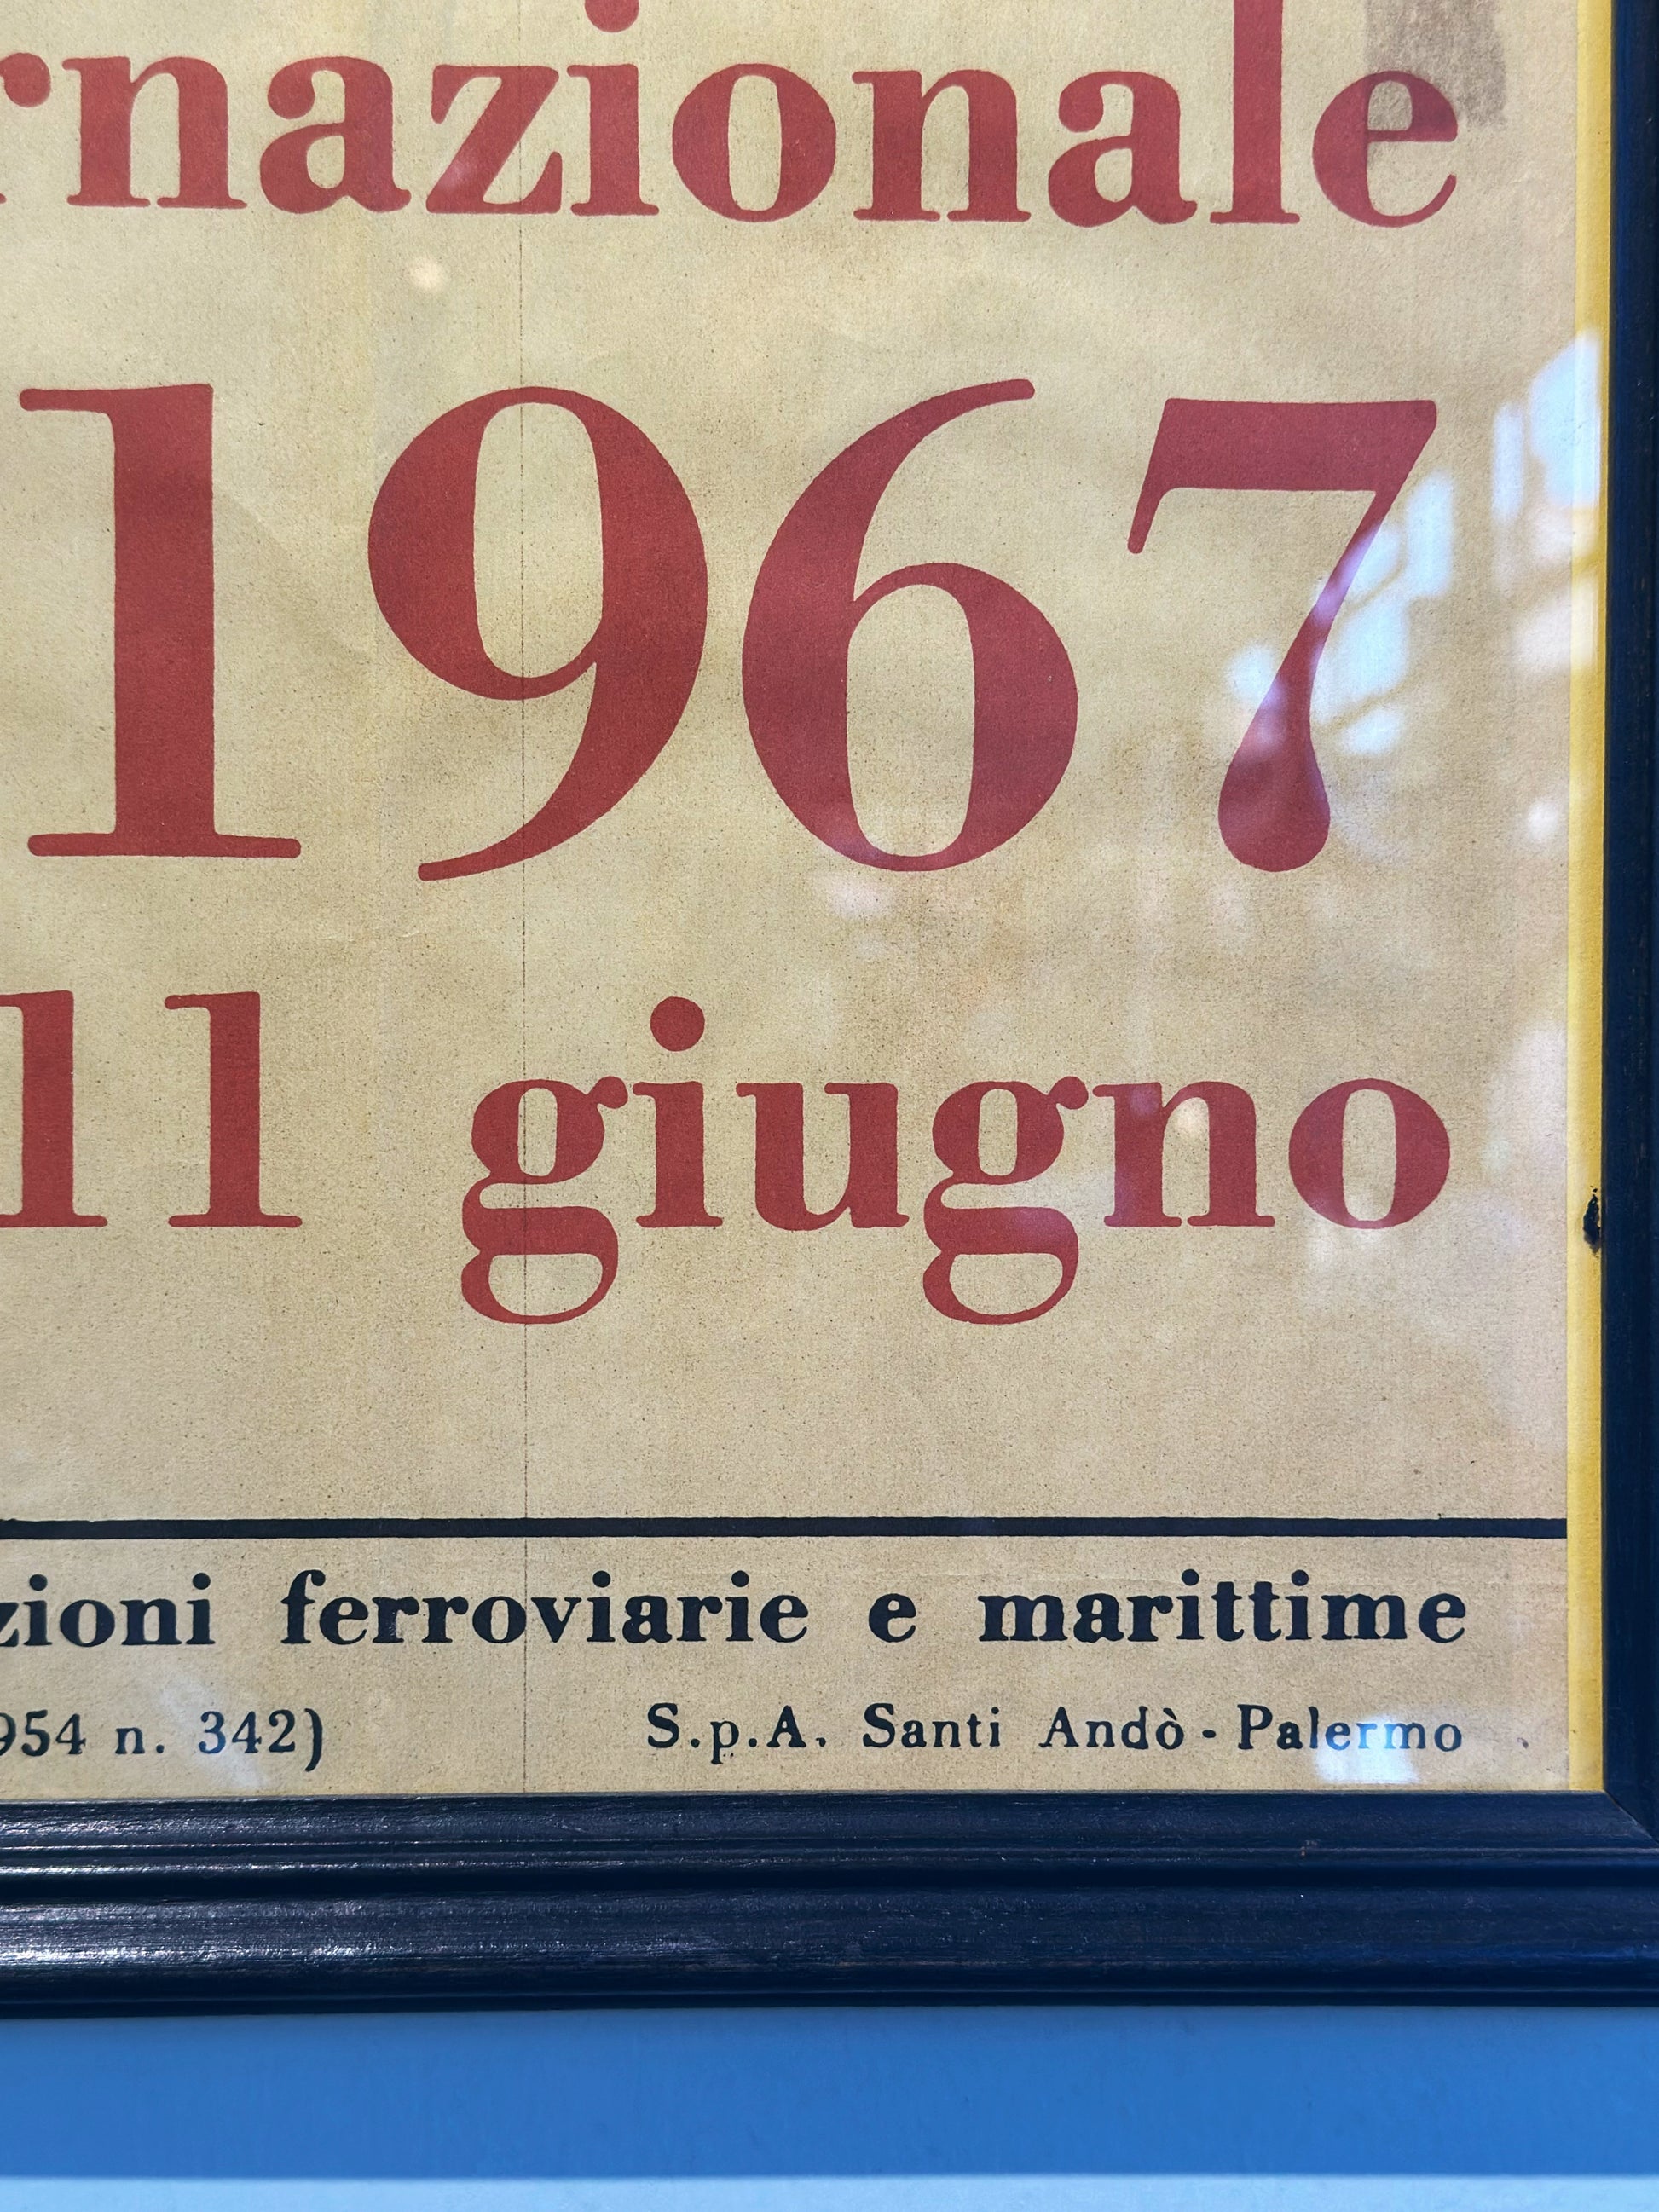 rnazionale
1967
11 giugno
zioni ferroviarie e marittime
954 n. 342) S.p.A. Santi Andò - Palermo